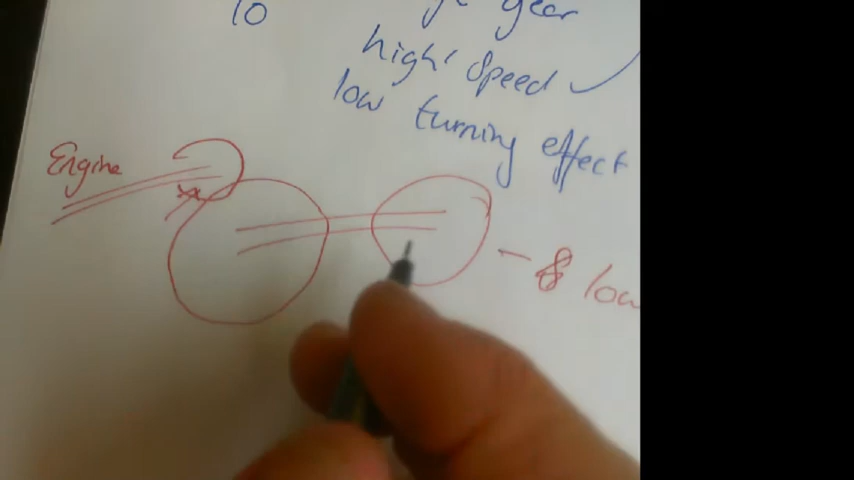 10
gear
high speed ✓
low turning effect
Engine
- 8 low